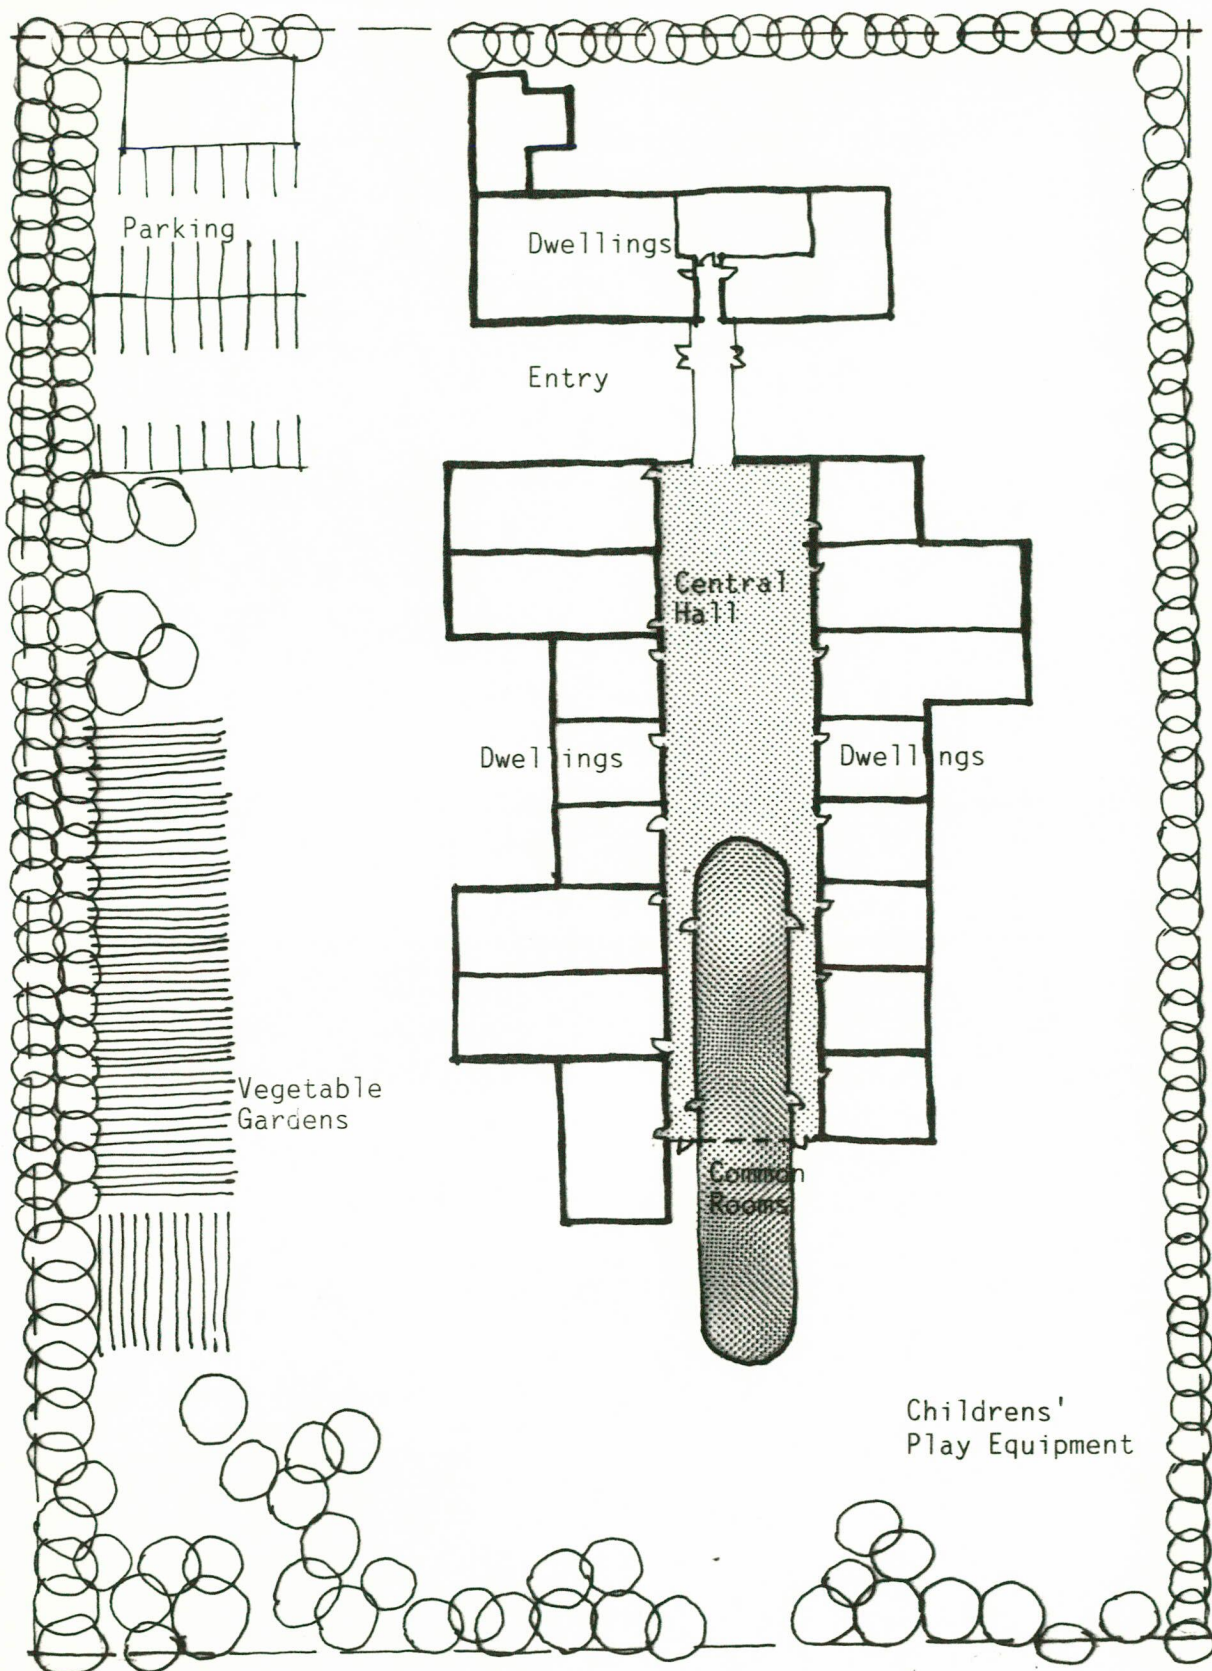 Parking
Dwellings
Entry
Central
Hall
Dwellings
Dwellings
Vegetable
Gardens
Common
Rooms
Childrens'
Play Equipment